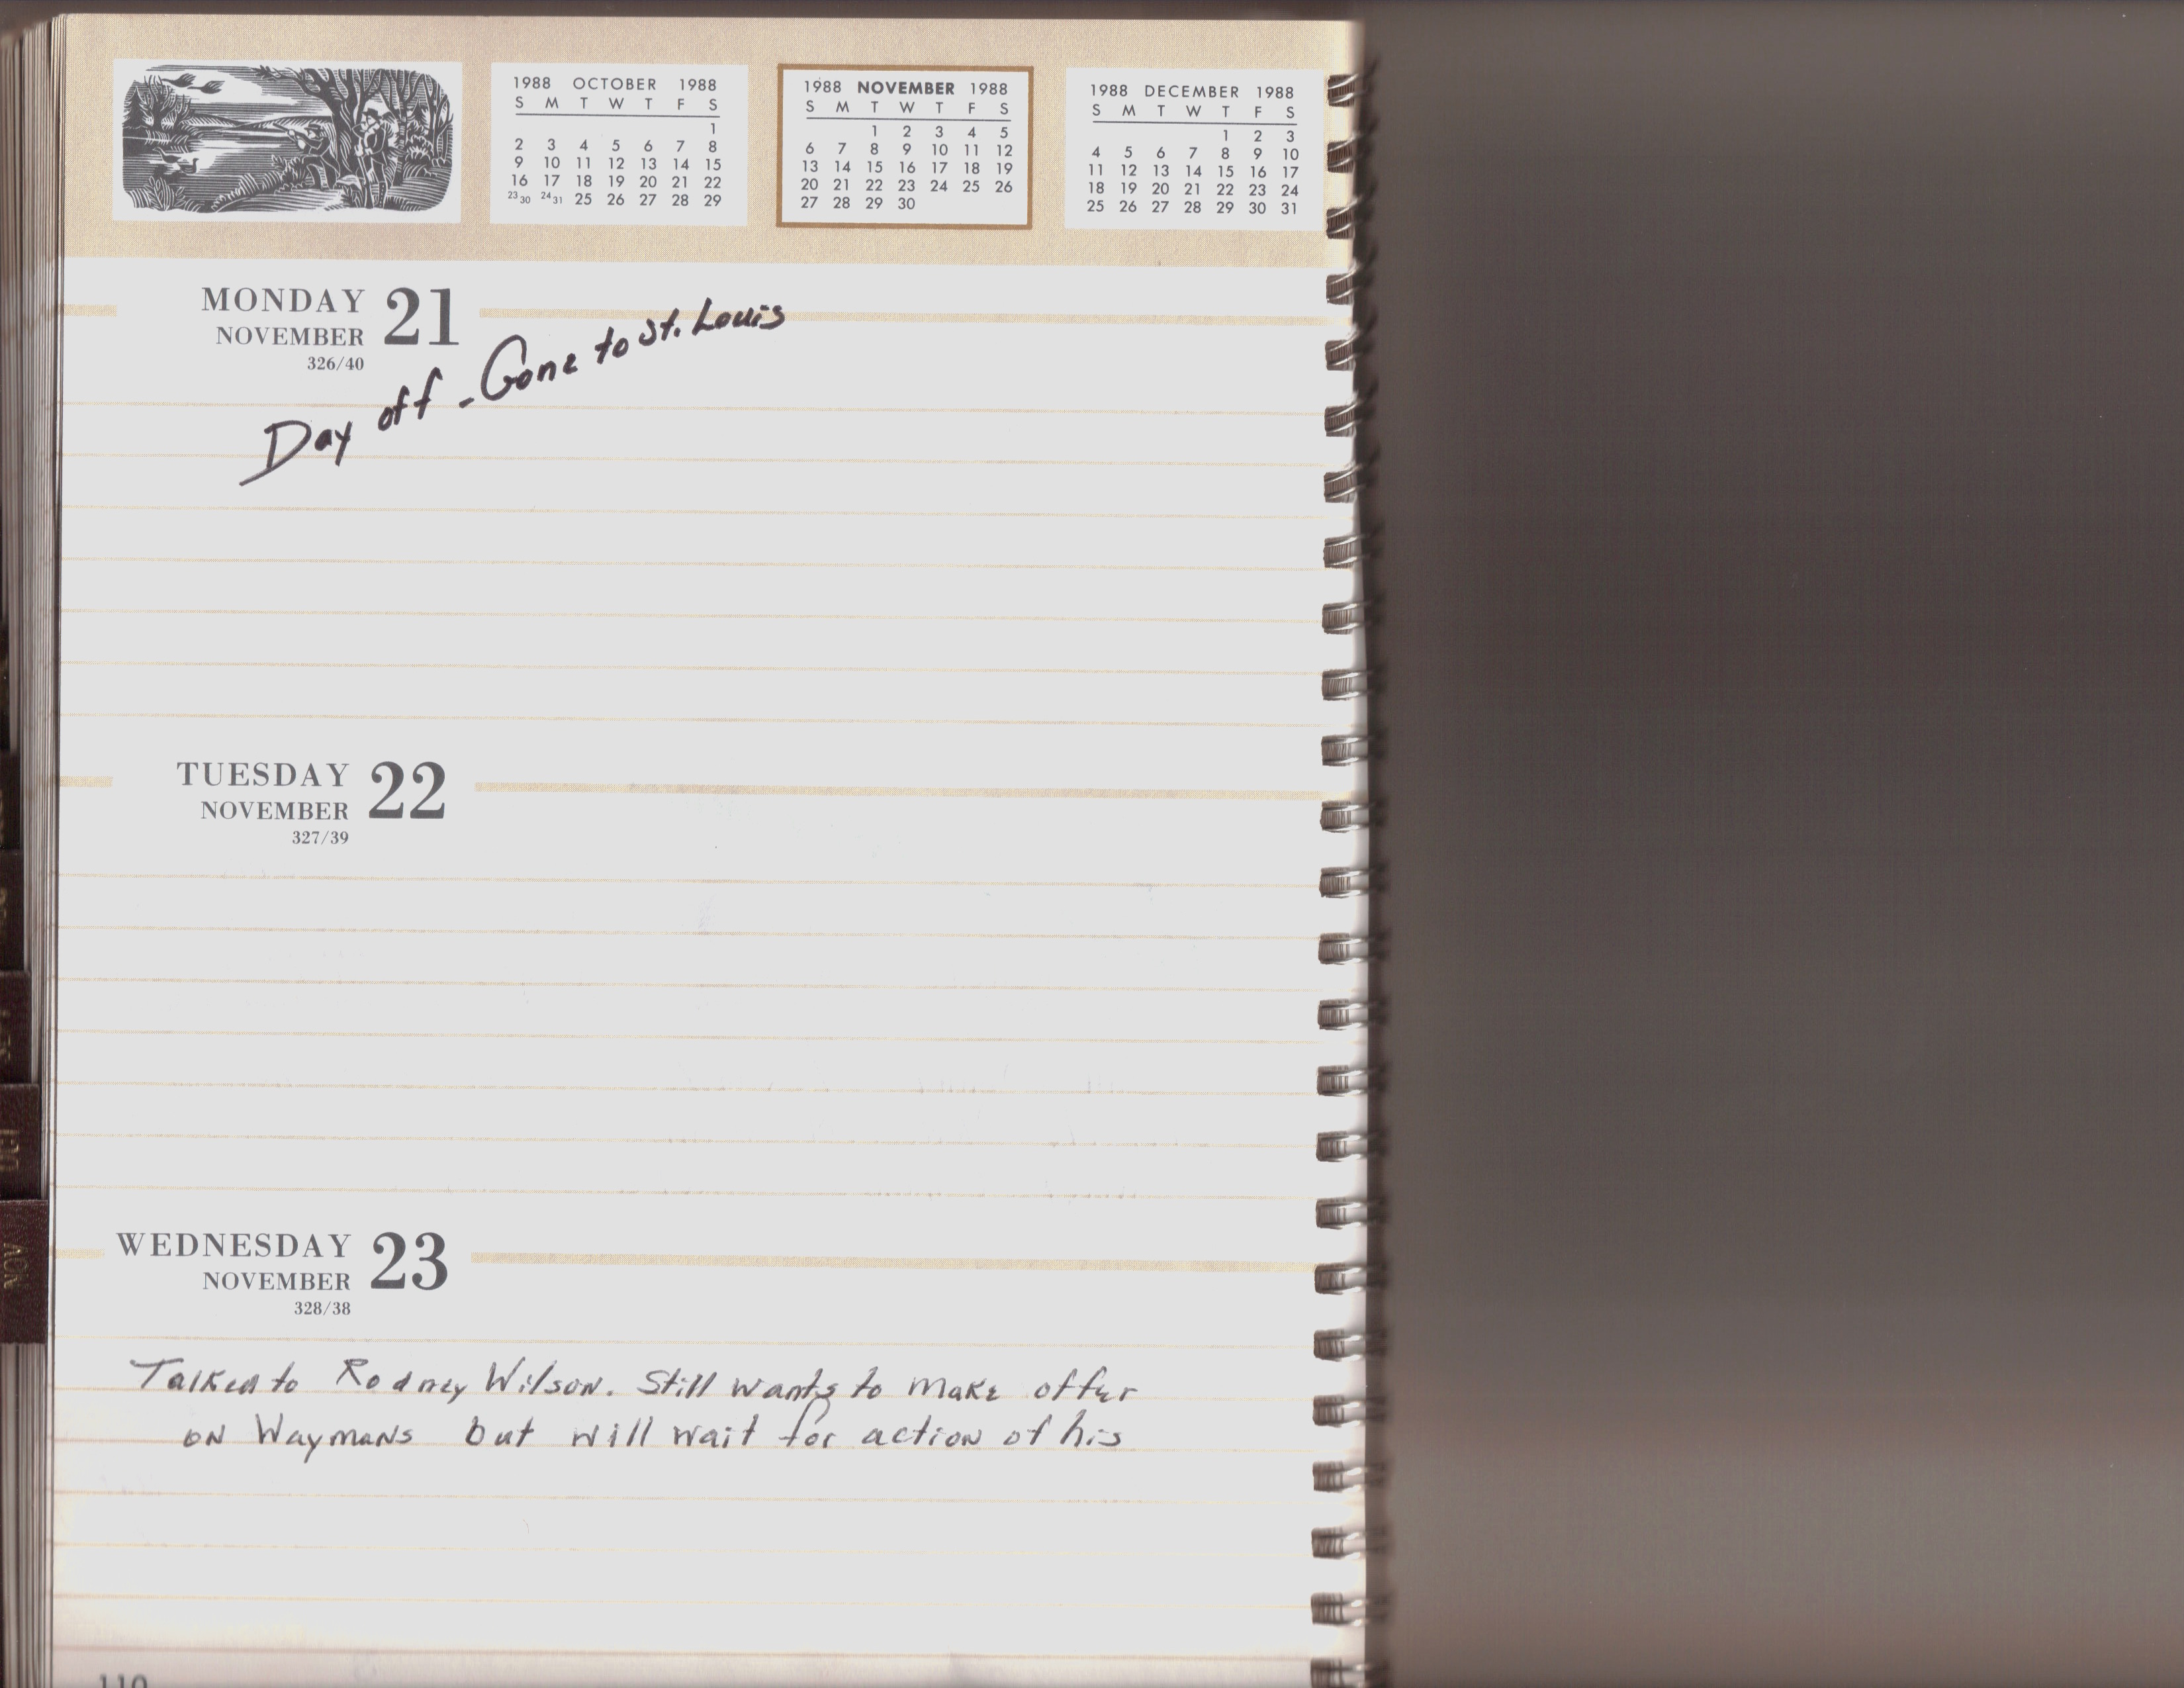 1988 OCTOBER 1988
S M T W T F S
1
2 3 4 5 6 7 8
9 10 11 12 13 14 15
16 17 18 19 20 21 22
23 30 24 31 25 26 27 28 29
1988 NOVEMBER 1988
S M T W T F S
1 2 3 4 5
6 7 8 9 10 11 12
13 14 15 16 17 18 19
20 21 22 23 24 25 26
27 28 29 30
1988 DECEMBER 1988
S M T W T F S
1 2 3
4 5 6 7 8 9 10
11 12 13 14 15 16 17
18 19 20 21 22 23 24
25 26 27 28 29 30 31
MONDAY 21
NOVEMBER
326/40
Day off - Gone to St. Louis
TUESDAY 22
NOVEMBER
327/39
WEDNESDAY 23
NOVEMBER
328/38
Talked to Rodney Wilson. Still wants to make offer
on Waymans but will wait for action of his
110
OCT
NOV